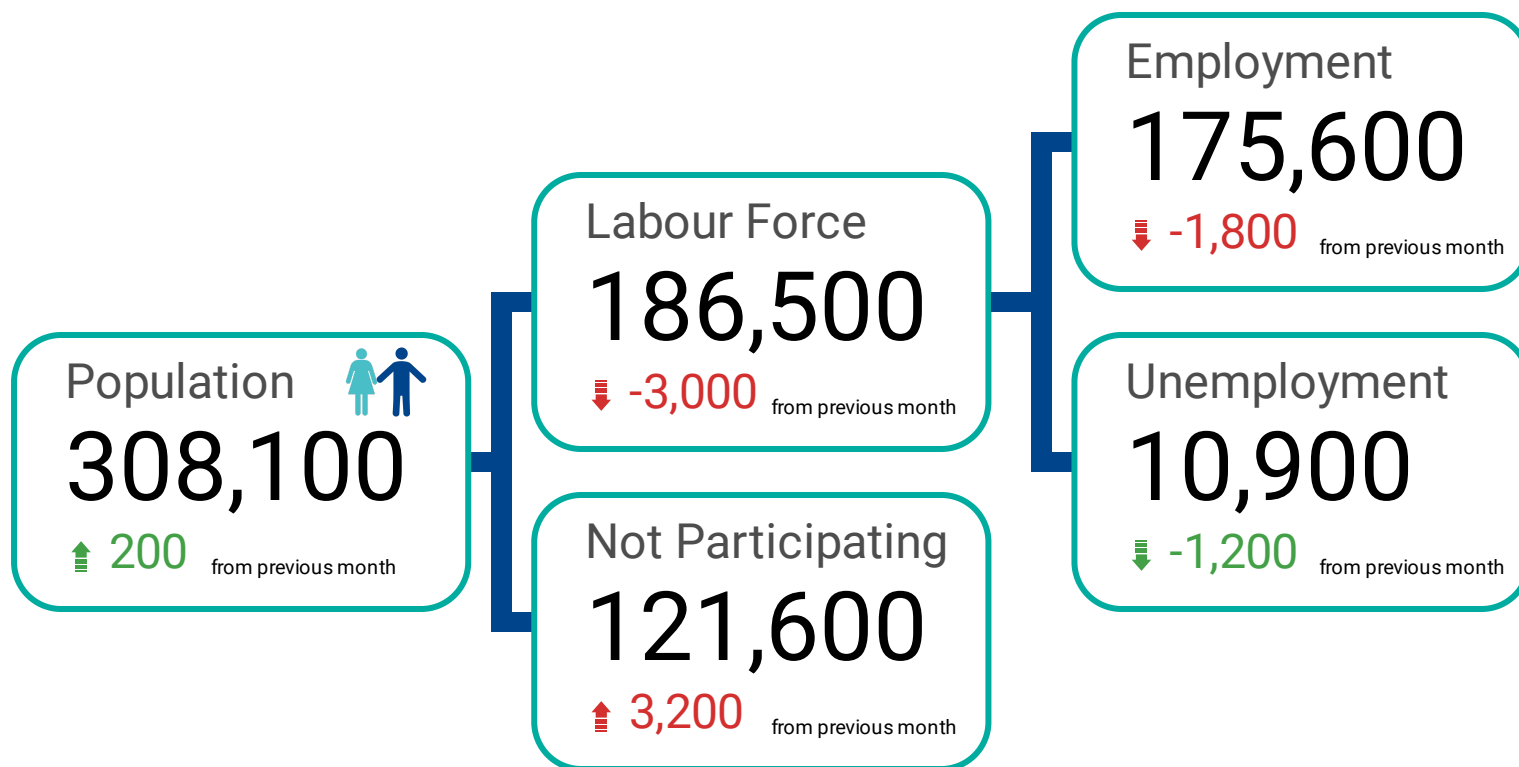 Population
308,100
200 from previous month
Labour Force
186,500
-3,000 from previous month
Not Participating
121,600
3,200 from previous month
Employment
175,600
-1,800 from previous month
Unemployment
10,900
-1,200 from previous month